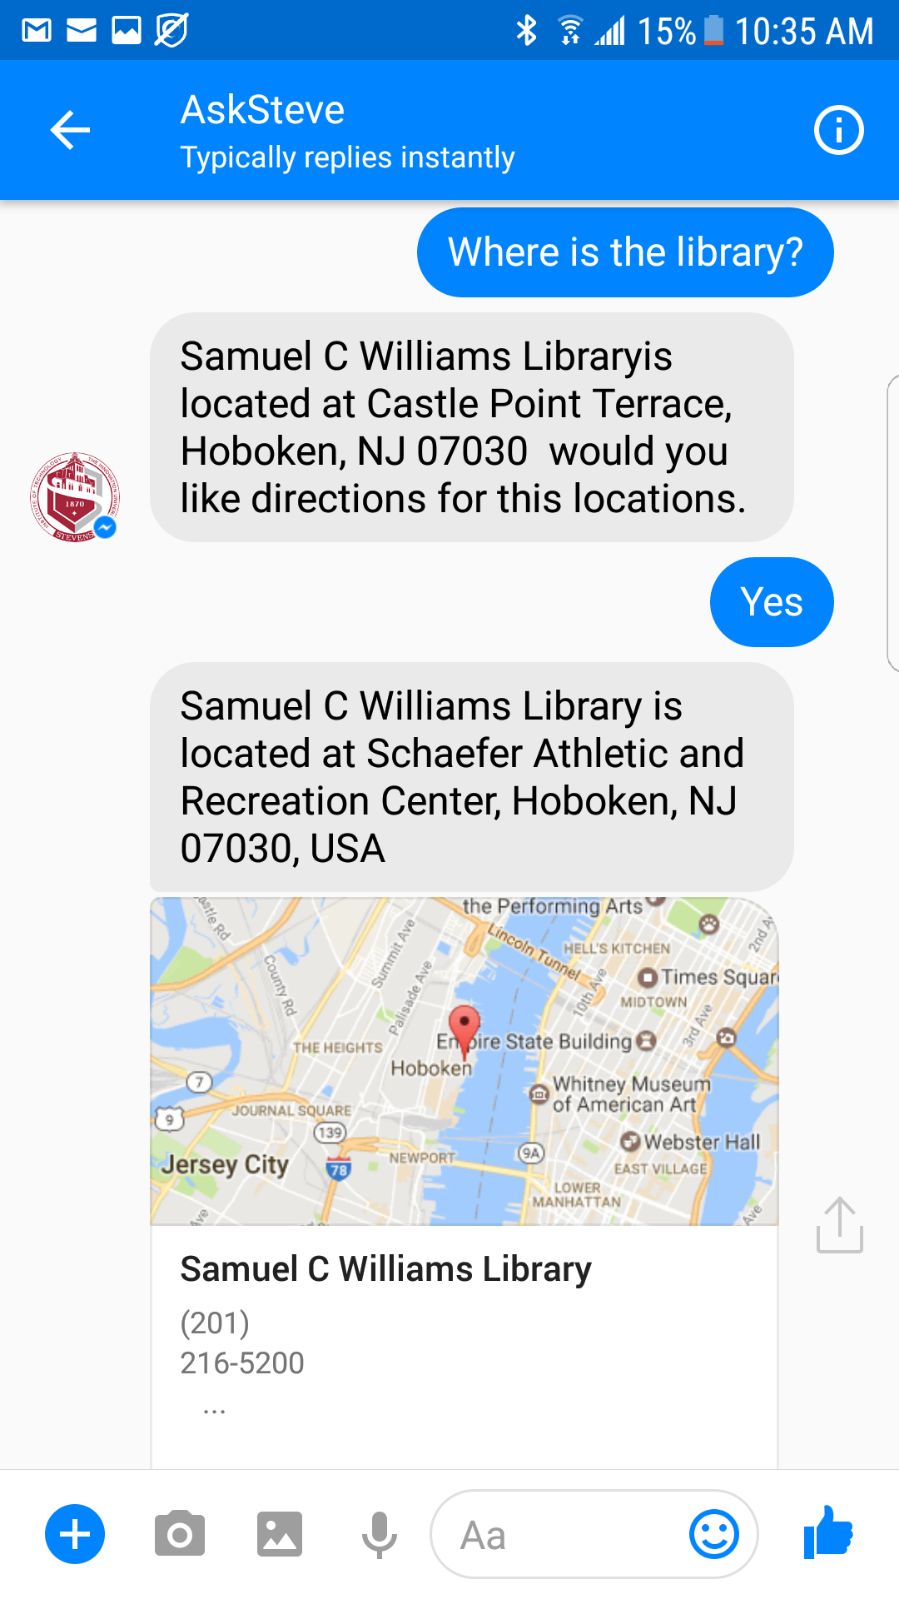 15% 10:35 AM
AskSteve
Typically replies instantly
Where is the library?
Samuel C Williams Libraryis
located at Castle Point Terrace,
Hoboken, NJ 07030  would you
like directions for this locations.
1870
STEVENS
Yes
Samuel C Williams Library is
located at Schaefer Athletic and
Recreation Center, Hoboken, NJ
07030, USA
the Performing Arts
Lincoln Tunnel
HELL'S KITCHEN
2nd Av
County Rd
Summit Ave
Palisade Ave
10th Ave
Times Squar
MIDTOWN
3rd Ave
THE HEIGHTS
Empire State Building
Hoboken
7
9
JOURNAL SQUARE
139
Whitney Museum
of American Art
Webster Hall
Jersey City
78
NEWPORT
9A
EAST VILLAGE
LOWER
MANHATTAN
Ave
Samuel C Williams Library
(201)
216-5200
...
Aa